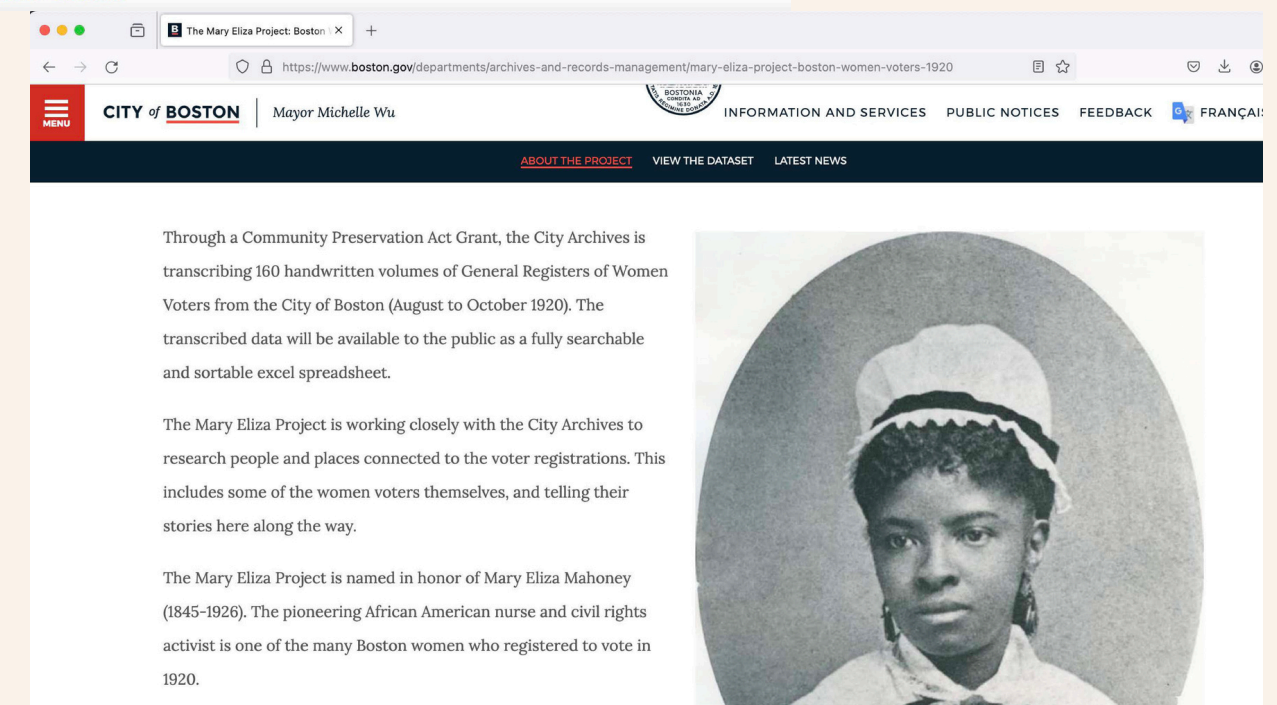 B The Mary Eliza Project: Boston
https://www.boston.gov/departments/archives-and-records-management/mary-eliza-project-boston-women-voters-1920
MENU
CITY of BOSTON
Mayor Michelle Wu
BOSTONIA
CONDITA AD
1630
INFORMATION AND SERVICES PUBLIC NOTICES FEEDBACK FRANÇAIS
ABOUT THE PROJECT VIEW THE DATASET LATEST NEWS
Through a Community Preservation Act Grant, the City Archives is
transcribing 160 handwritten volumes of General Registers of Women
Voters from the City of Boston (August to October 1920). The
transcribed data will be available to the public as a fully searchable
and sortable excel spreadsheet.
The Mary Eliza Project is working closely with the City Archives to
research people and places connected to the voter registrations. This
includes some of the women voters themselves, and telling their
stories here along the way.
The Mary Eliza Project is named in honor of Mary Eliza Mahoney
(1845-1926). The pioneering African American nurse and civil rights
activist is one of the many Boston women who registered to vote in
1920.